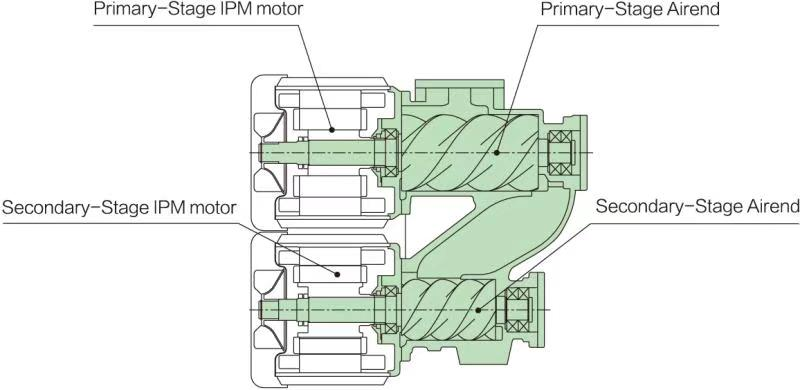 Primary-Stage IPM motor
Primary-Stage Airend
Secondary-Stage IPM motor
Secondary-Stage Airend